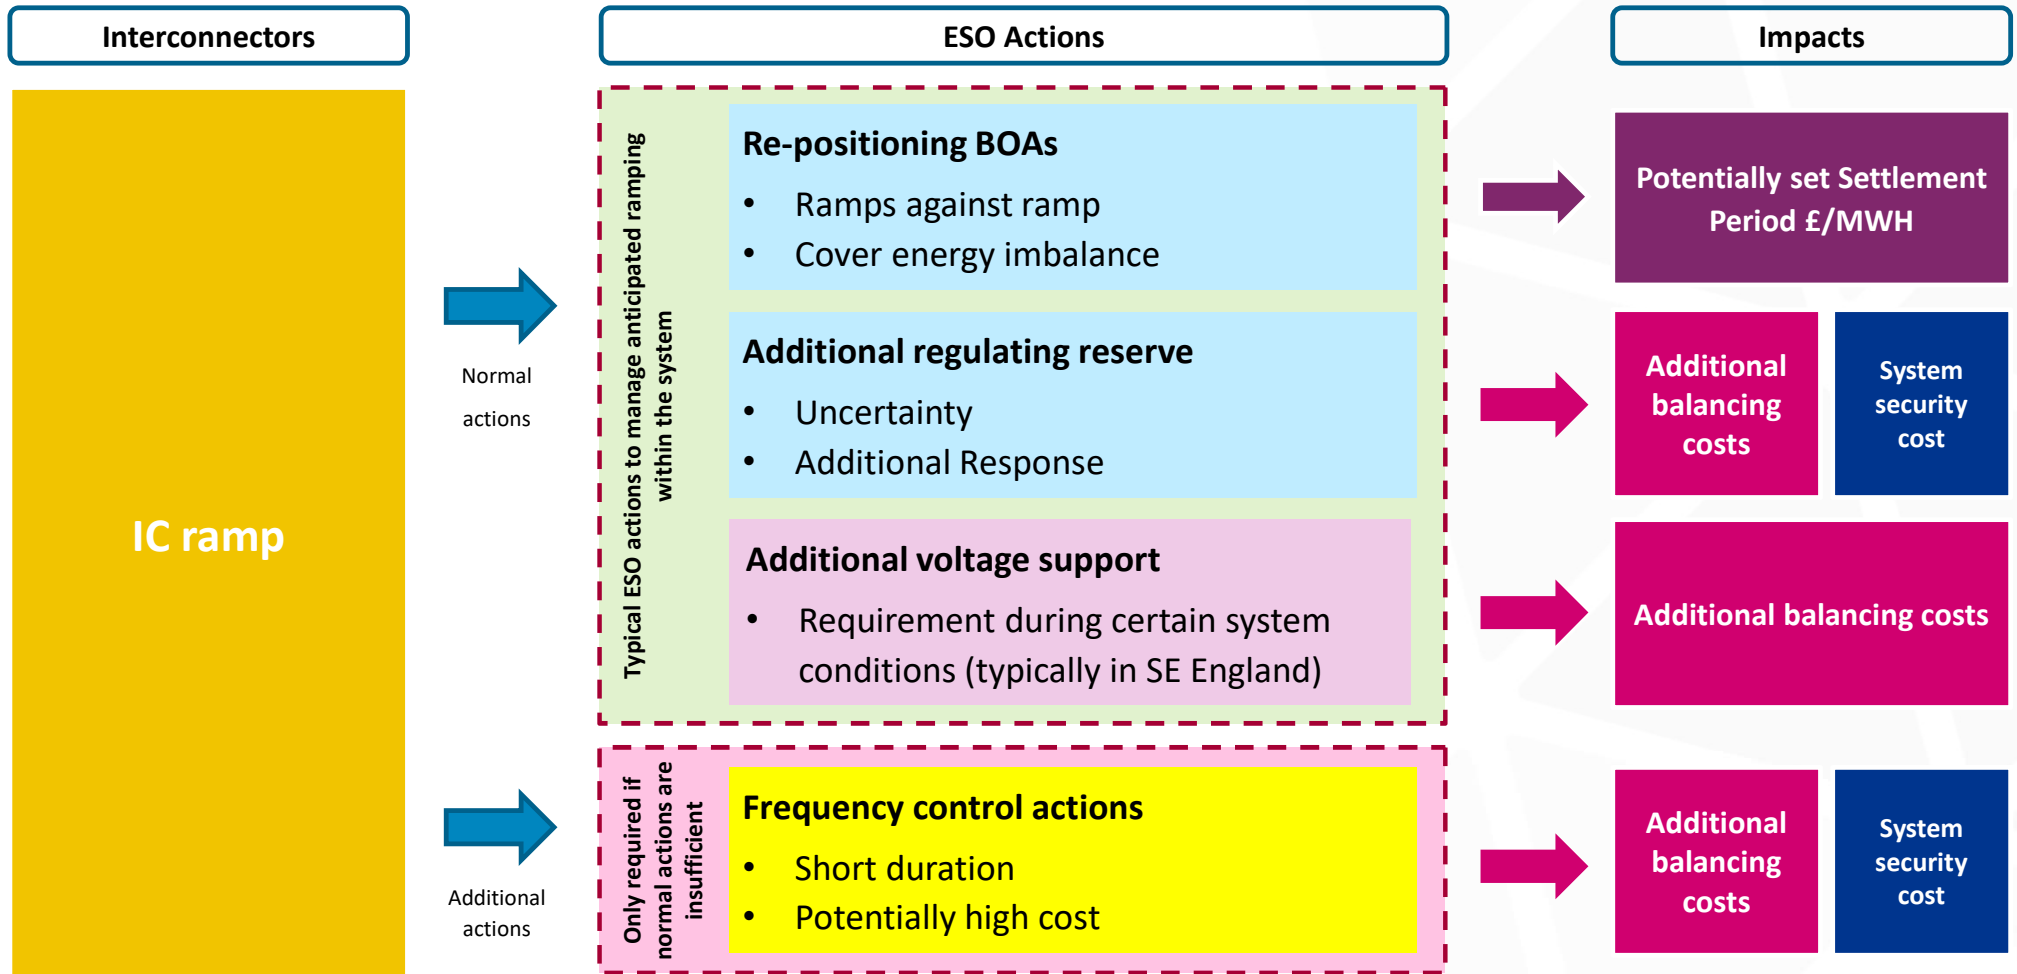 Interconnectors
ESO Actions
Impacts
IC ramp
Normal
actions
Additional
actions
Typical ESO actions to manage anticipated ramping
within the system
Re-positioning BOAs
• Ramps against ramp
• Cover energy imbalance
Additional regulating reserve
• Uncertainty
• Additional Response
Additional voltage support
• Requirement during certain system
conditions (typically in SE England)
Only required if
normal actions are
insufficient
Frequency control actions
• Short duration
• Potentially high cost
Potentially set Settlement
Period £/MWH
Additional
balancing
costs
System
security
cost
Additional balancing costs
Additional
balancing
costs
System
security
cost